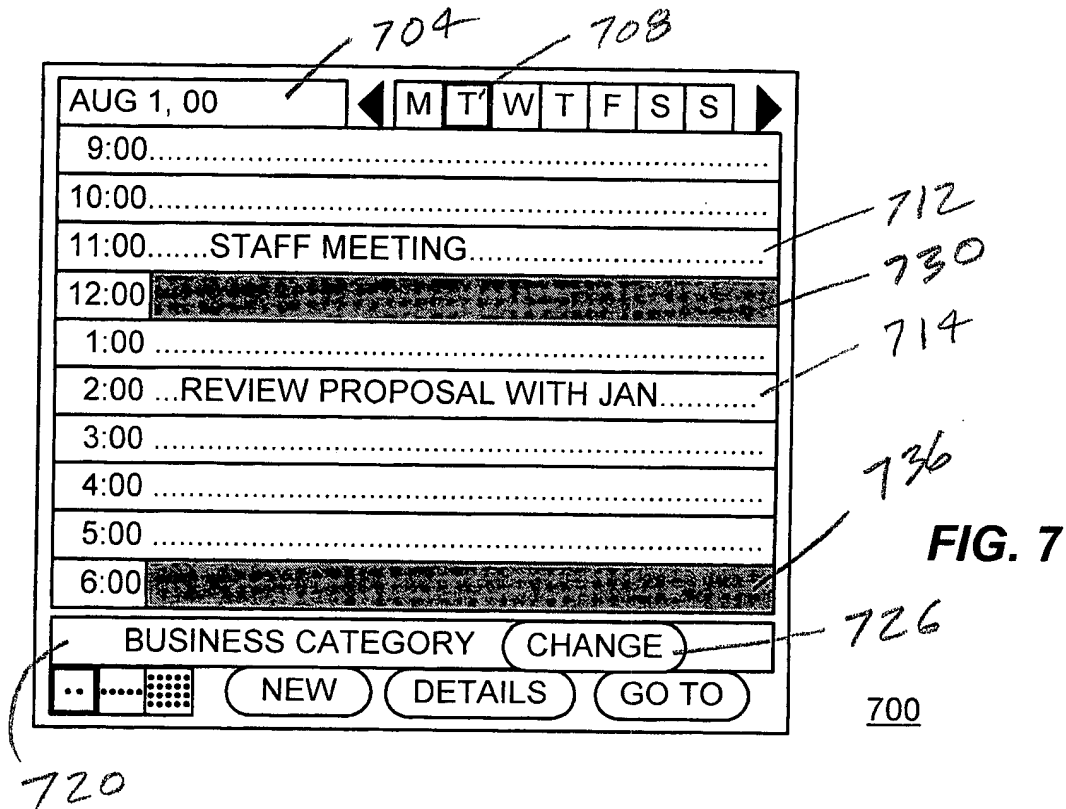 704 708
AUG 1, 00 M T W T F S S
9:00..........
10:00..........
11:00.......STAFF MEETING.......... 712
12:00 730
1:00 .......... 714
2:00 ...REVIEW PROPOSAL WITH JAN..........
3:00 ..........
4:00 .......... 736
5:00 ..........
FIG. 7
6:00
BUSINESS CATEGORY CHANGE 726
NEW DETAILS GO TO 700
720